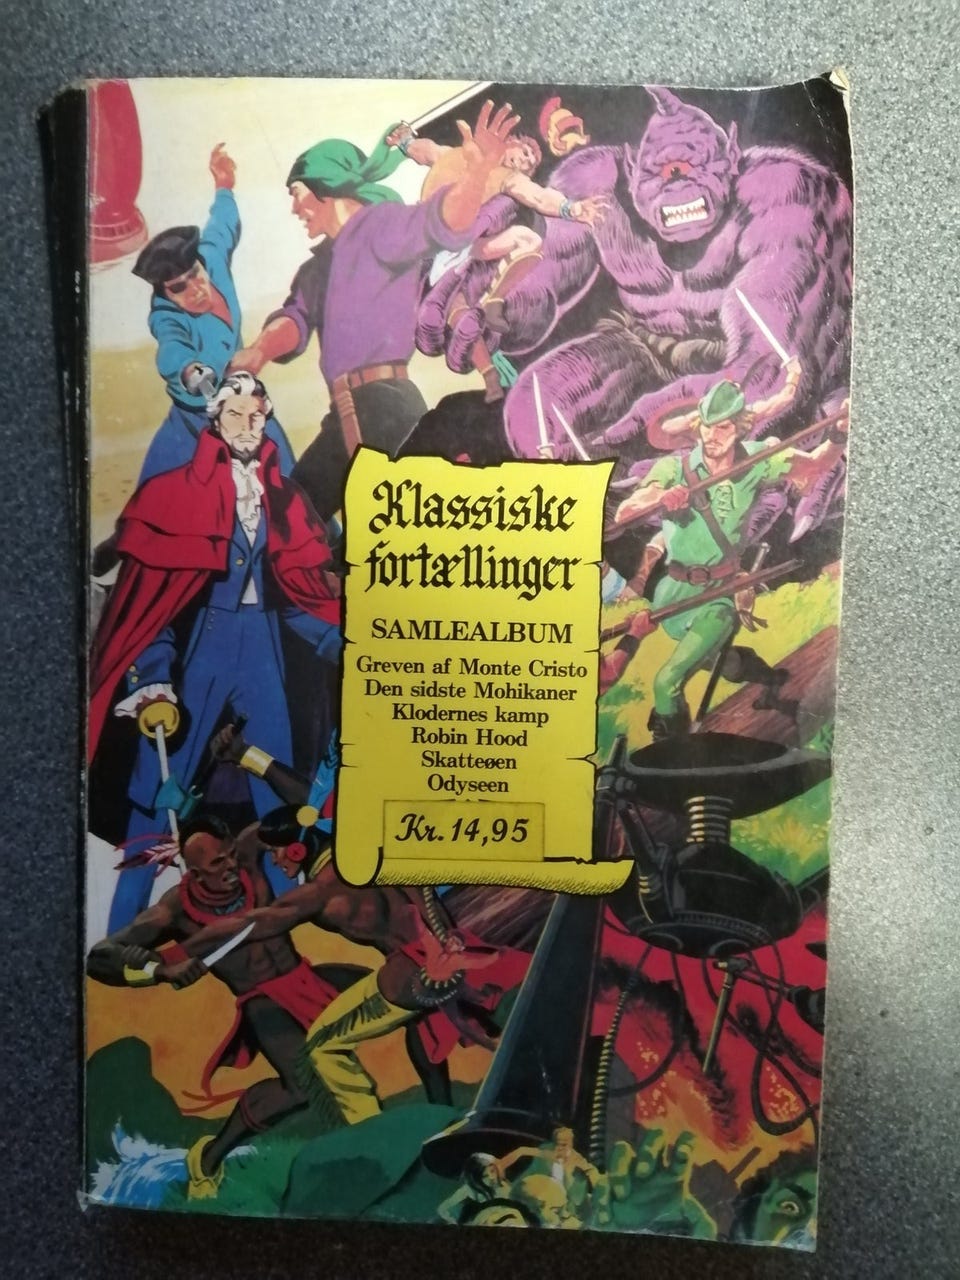 Klassiske
fortællinger
SAMLEALBUM
Greven af Monte Cristo
Den sidste Mohikaner
Klodernes kamp
Robin Hood
Skatteøen
Odyseen
Kr. 14,95